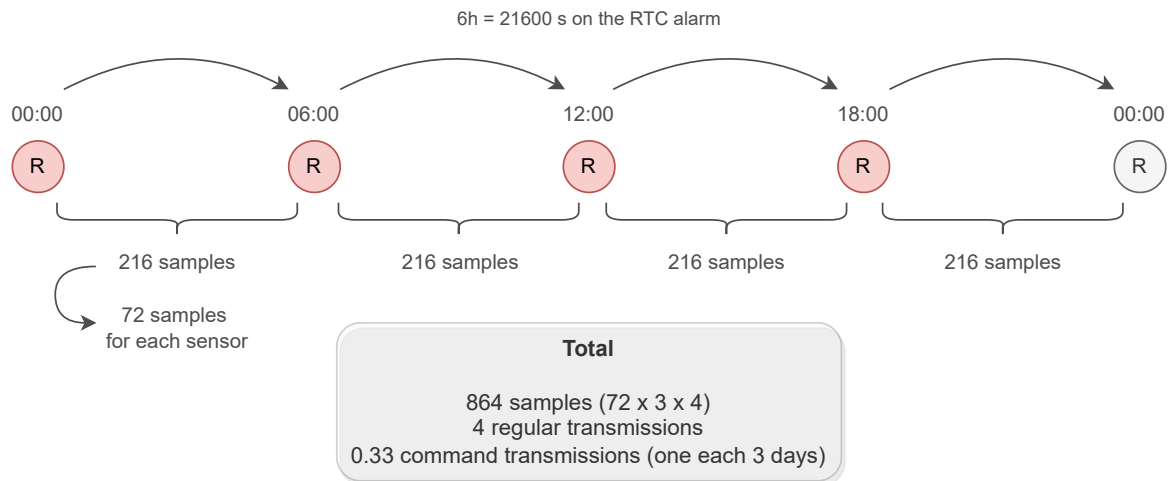 6h = 21600 s on the RTC alarm
00:00
06:00
12:00
18:00
00:00
R
R
R
R
R
216 samples
216 samples
216 samples
216 samples
72 samples
for each sensor
Total
864 samples (72 x 3 x 4)
4 regular transmissions
0.33 command transmissions (one each 3 days)